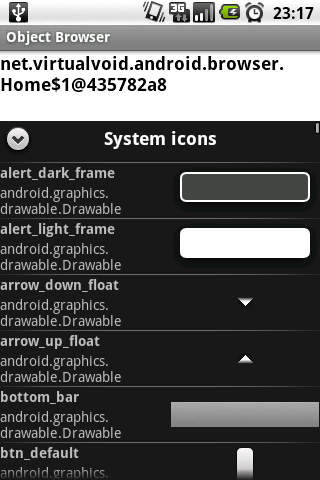 3G
23:17
Object Browser
net.virtualvoid.android.browser.
Home$1@435782a8
System icons
alert_dark_frame
android.graphics.
drawable.Drawable
alert_light_frame
android.graphics.
drawable.Drawable
arrow_down_float
android.graphics.
drawable.Drawable
arrow_up_float
android.graphics.
drawable.Drawable
bottom_bar
android.graphics.
drawable.Drawable
btn_default
android.graphics.